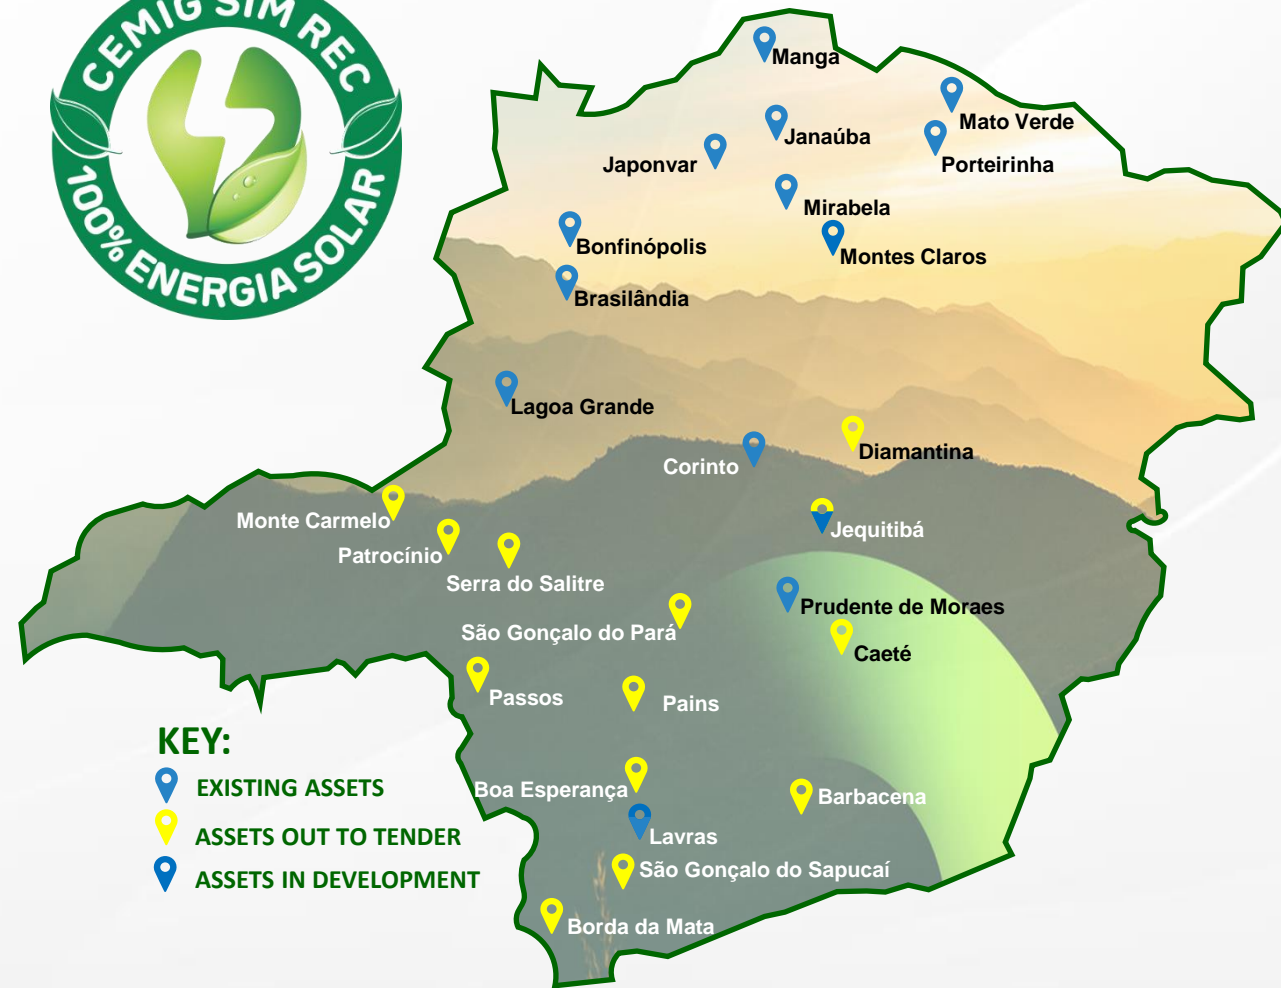 CEMIG SIM REC
100% ENERGIA SOLAR
Manga
Mato Verde
Janaúba
Japonvar
Porteirinha
Mirabela
Bonfinópolis
Montes Claros
Brasilândia
Lagoa Grande
Diamantina
Corinto
Monte Carmelo
Jequitibá
Patrocínio
Serra do Salitre
Prudente de Moraes
São Gonçalo do Pará
Caeté
Passos
Pains
KEY:
EXISTING ASSETS
ASSETS OUT TO TENDER
ASSETS IN DEVELOPMENT
Boa Esperança
Barbacena
Lavras
São Gonçalo do Sapucaí
Borda da Mata